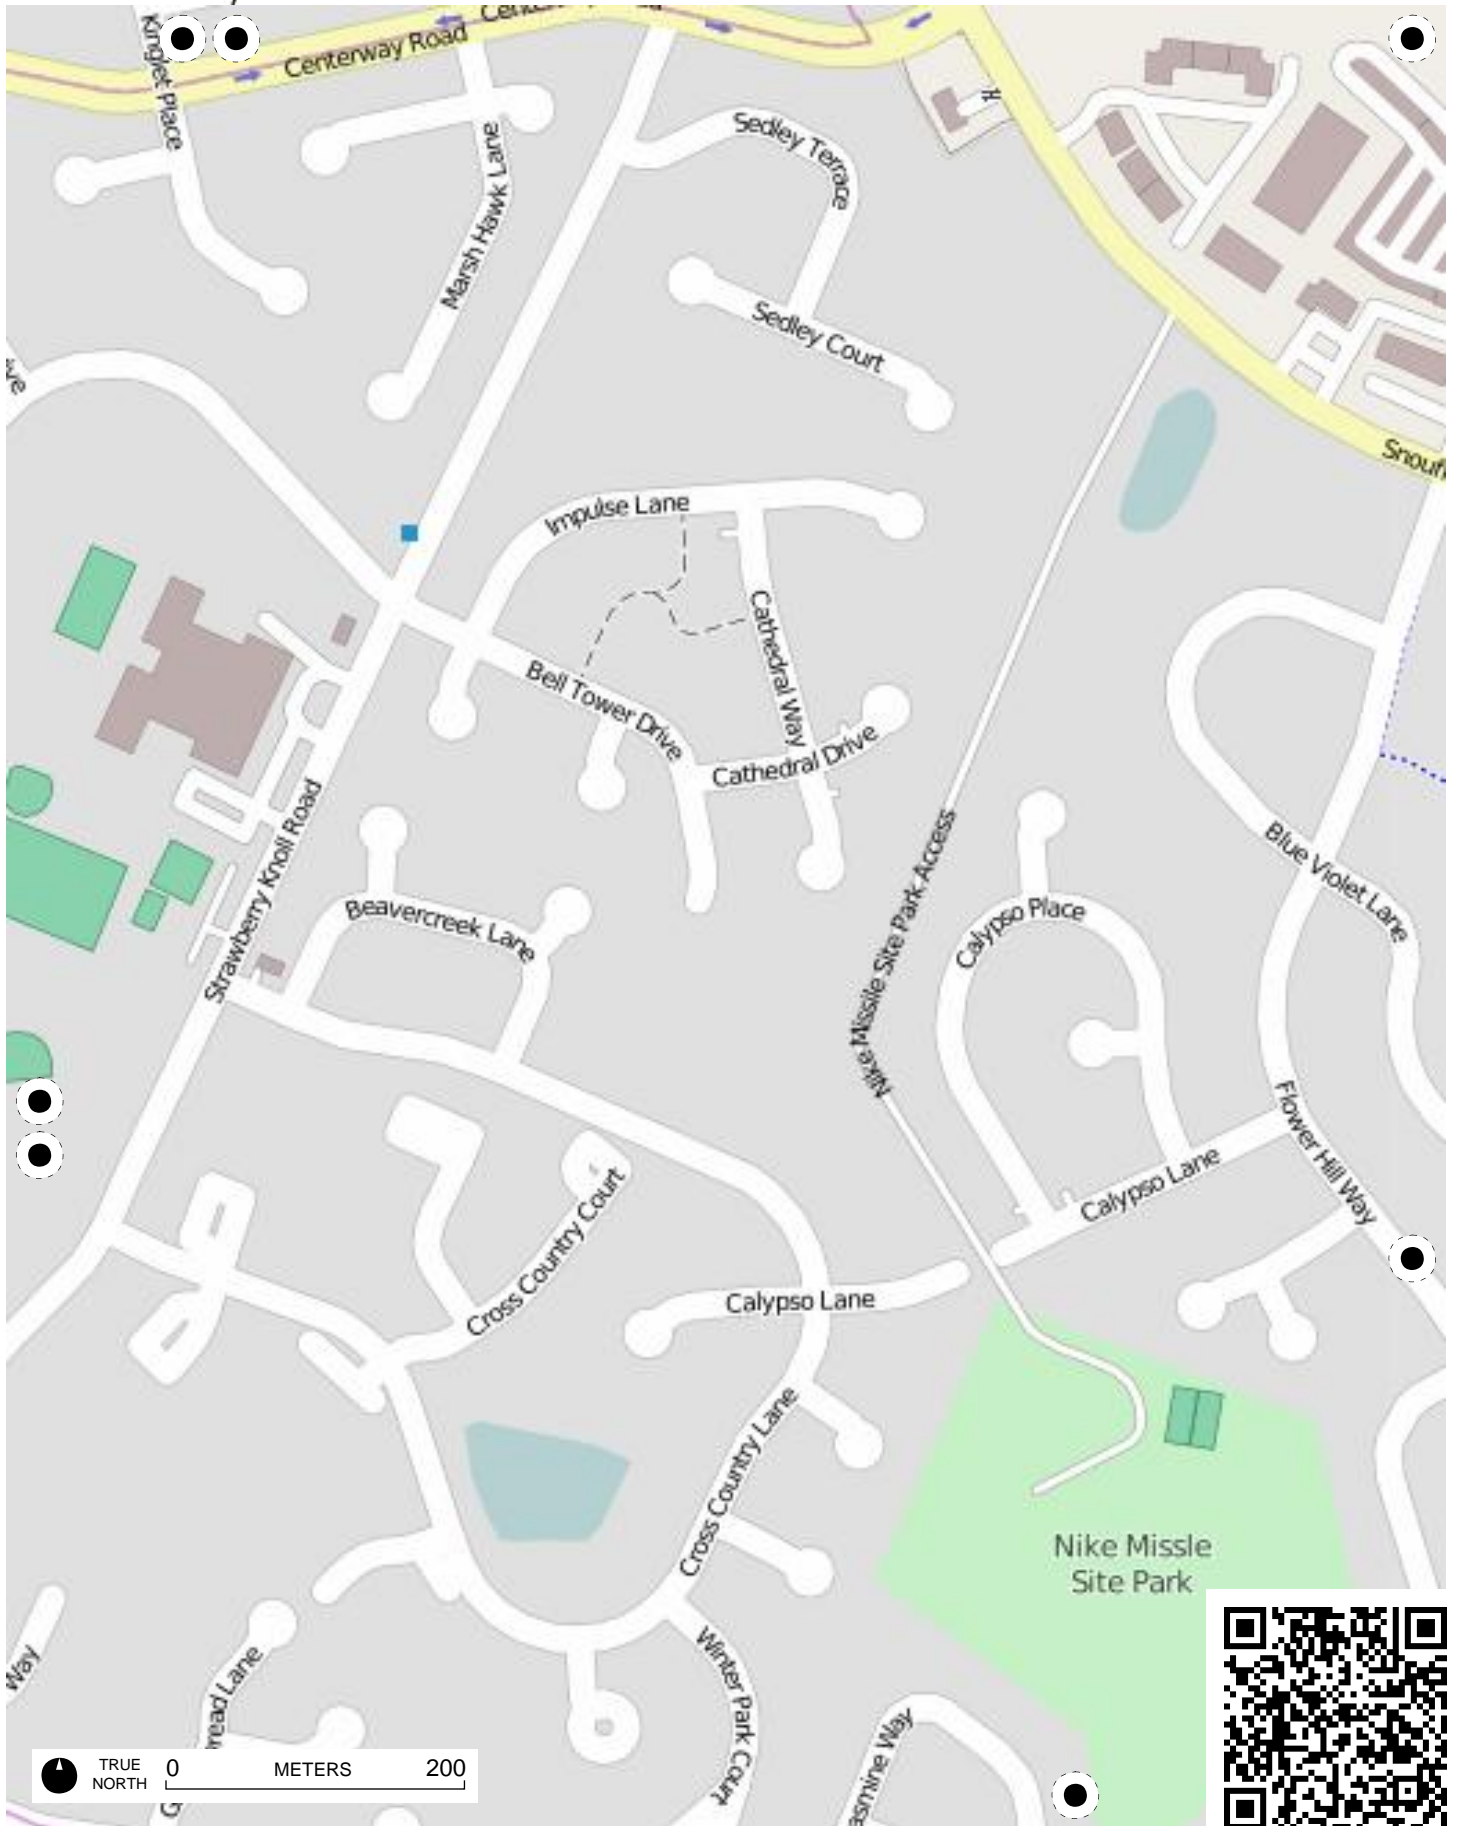 Centerway Road
Kinglet Place
Marsh Hawk Lane
Sedley Terrace
Sedley Court
Impulse Lane
Cathedral Way
Bell Tower Drive
Cathedral Drive
Strawberry Knoll Road
Beavercreek Lane
Nike Missile Site Park Access
Blue Violet Lane
Calypso Place
Flower Hill Way
Calypso Lane
Cross Country Court
Calypso Lane
Cross Country Lane
Nike Missle
Site Park
Way
Winter Park Court
TRUE
NORTH
0
METERS
200